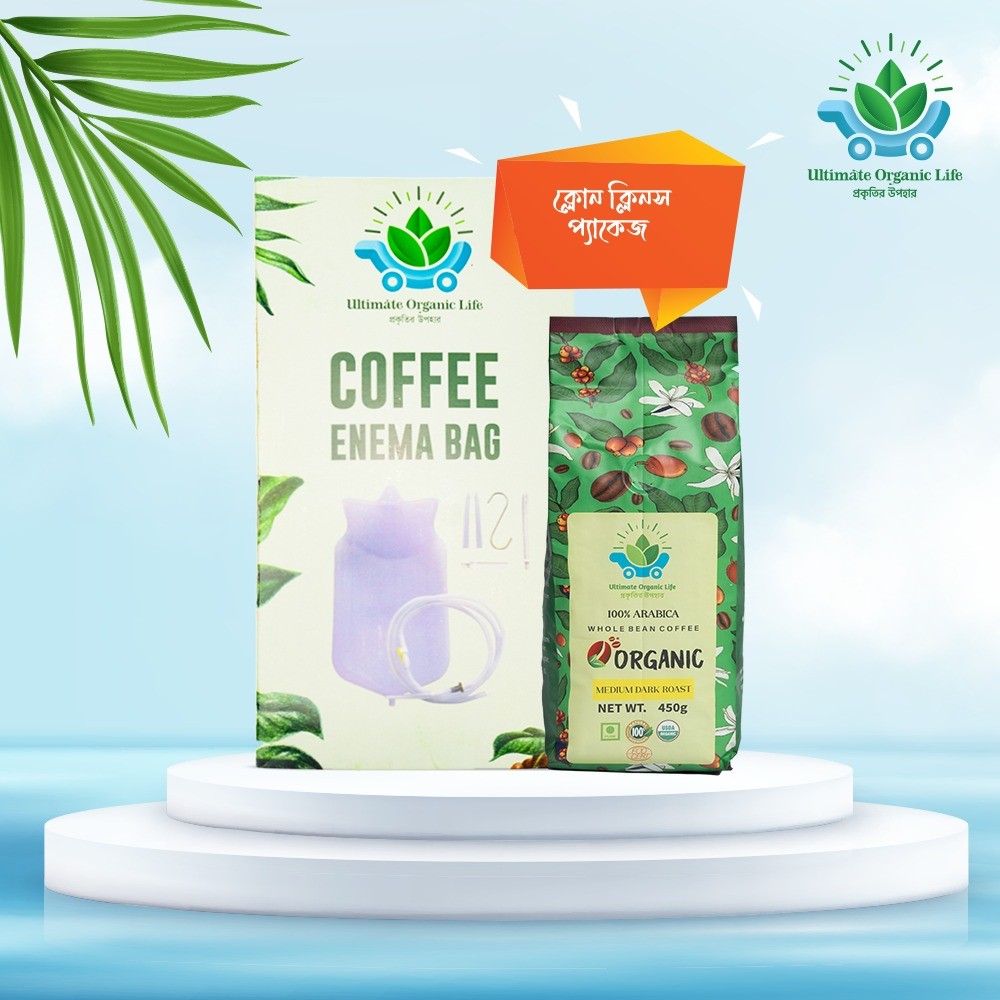 Ultimate Organic Life
প্রকৃতির উপহার
ক্লোন ক্লিনস
প্যাকেজ
Ultimate Organic Life
প্রকৃতির উপহার
COFFEE
ENEMA BAG
Ultimate Organic Life
প্রকৃতির উপহার
100% ARABICA
WHOLE BEAN COFFEE
ORGANIC
MEDIUM DARK ROAST
NET WT. 450g
100%
USDA
ORGANIC